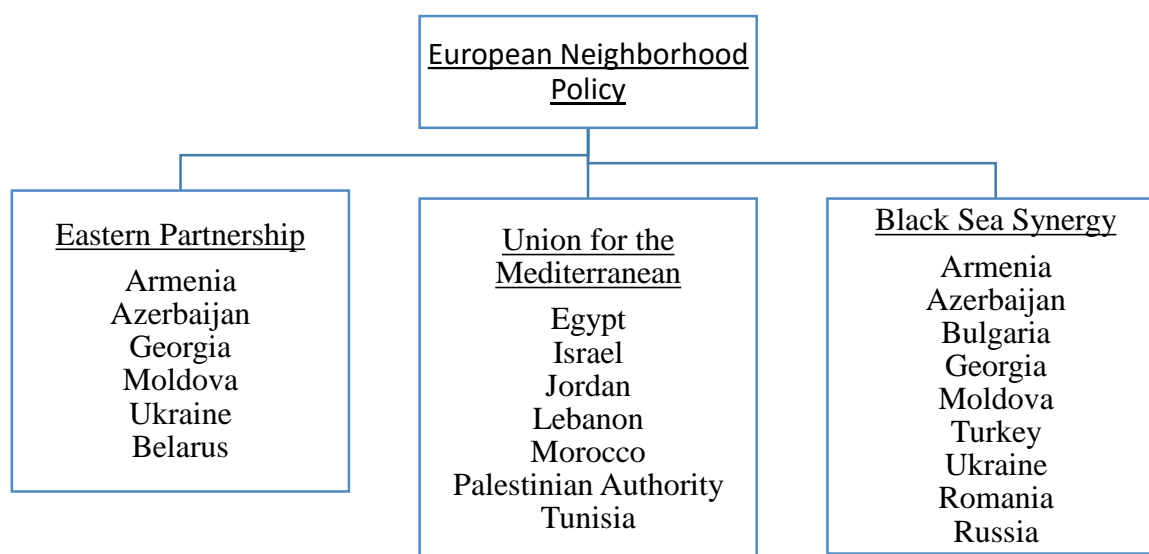 European Neighborhood
Policy
Eastern Partnership
Armenia
Azerbaijan
Georgia
Moldova
Ukraine
Belarus
Union for the
Mediterranean
Egypt
Israel
Jordan
Lebanon
Morocco
Palestinian Authority
Tunisia
Black Sea Synergy
Armenia
Azerbaijan
Bulgaria
Georgia
Moldova
Turkey
Ukraine
Romania
Russia